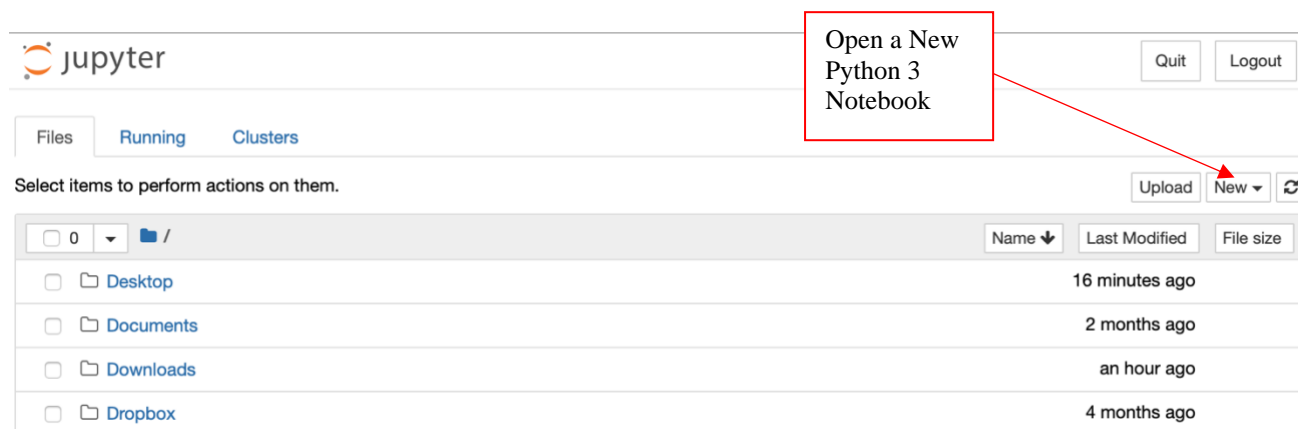 Open a New
Python 3
Notebook
jupyter
Quit Logout
Files Running Clusters
Select items to perform actions on them.
Upload New
0 /
Name Last Modified File size
Desktop 16 minutes ago
Documents 2 months ago
Downloads an hour ago
Dropbox 4 months ago